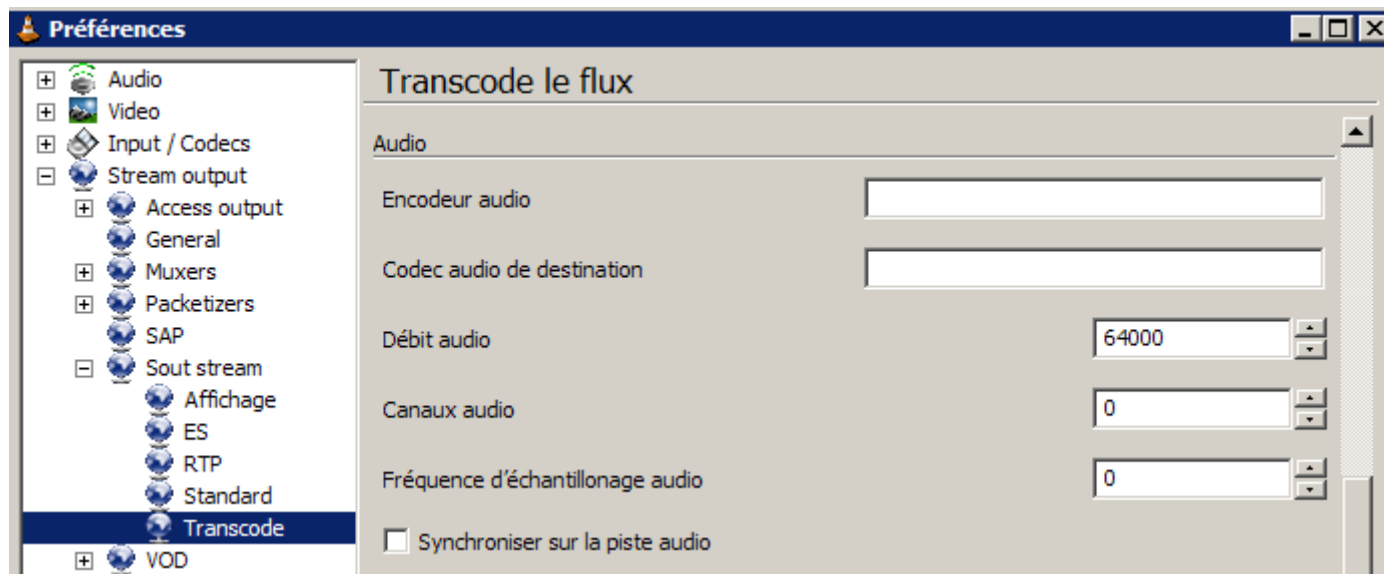 Préférences
Audio
Video
Input / Codecs
Stream output
Access output
General
Muxers
Packetizers
SAP
Sout stream
Affichage
ES
RTP
Standard
Transcode
VOD
Transcode le flux
Audio
Encodeur audio
Codec audio de destination
Débit audio
64000
Canaux audio
0
Fréquence d'échantillonage audio
0
Synchroniser sur la piste audio